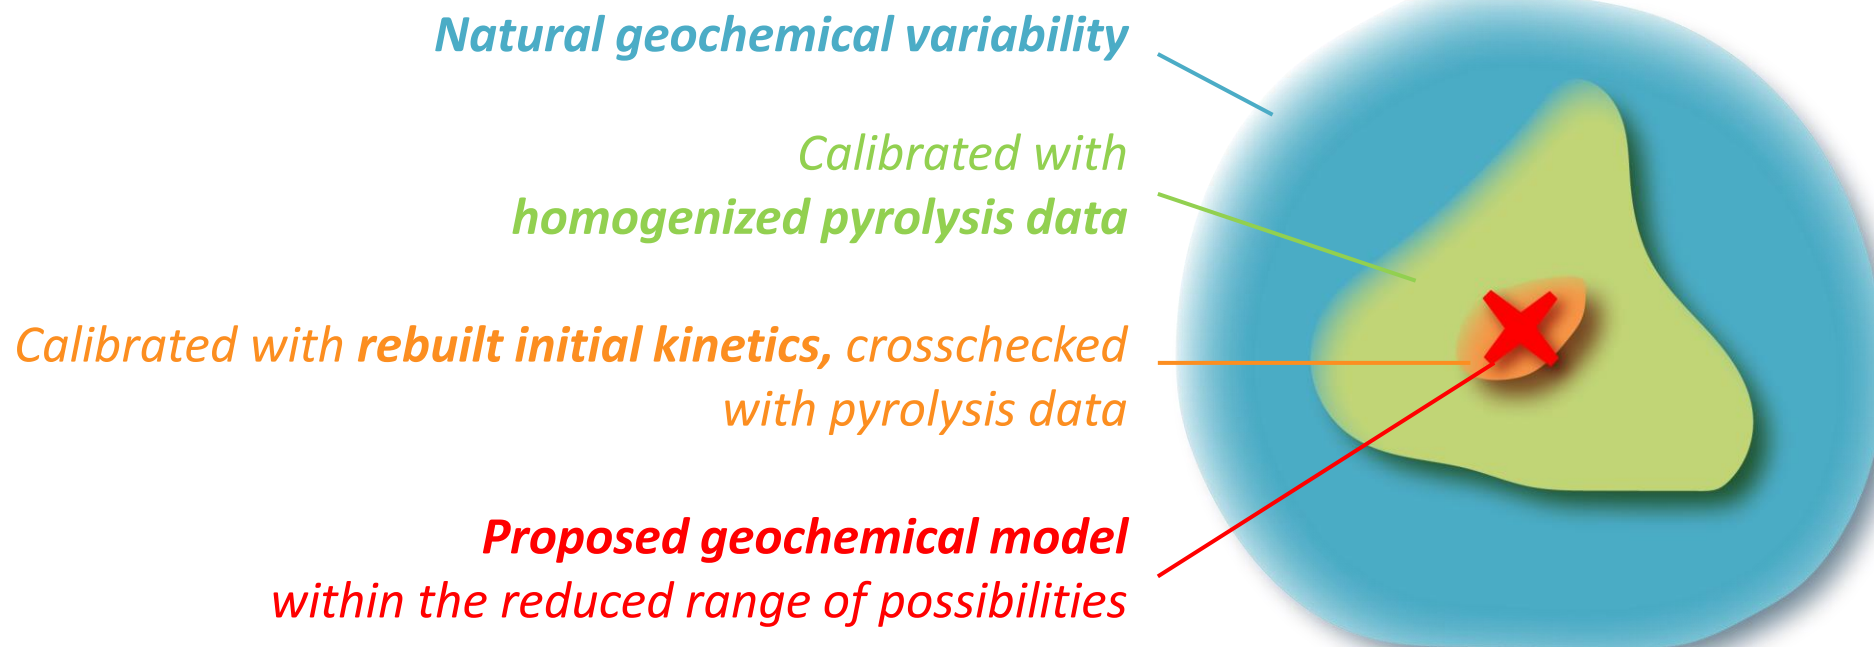 Natural geochemical variability
Calibrated with
homogenized pyrolysis data
Calibrated with rebuilt initial kinetics, crosschecked
with pyrolysis data
Proposed geochemical model
within the reduced range of possibilities